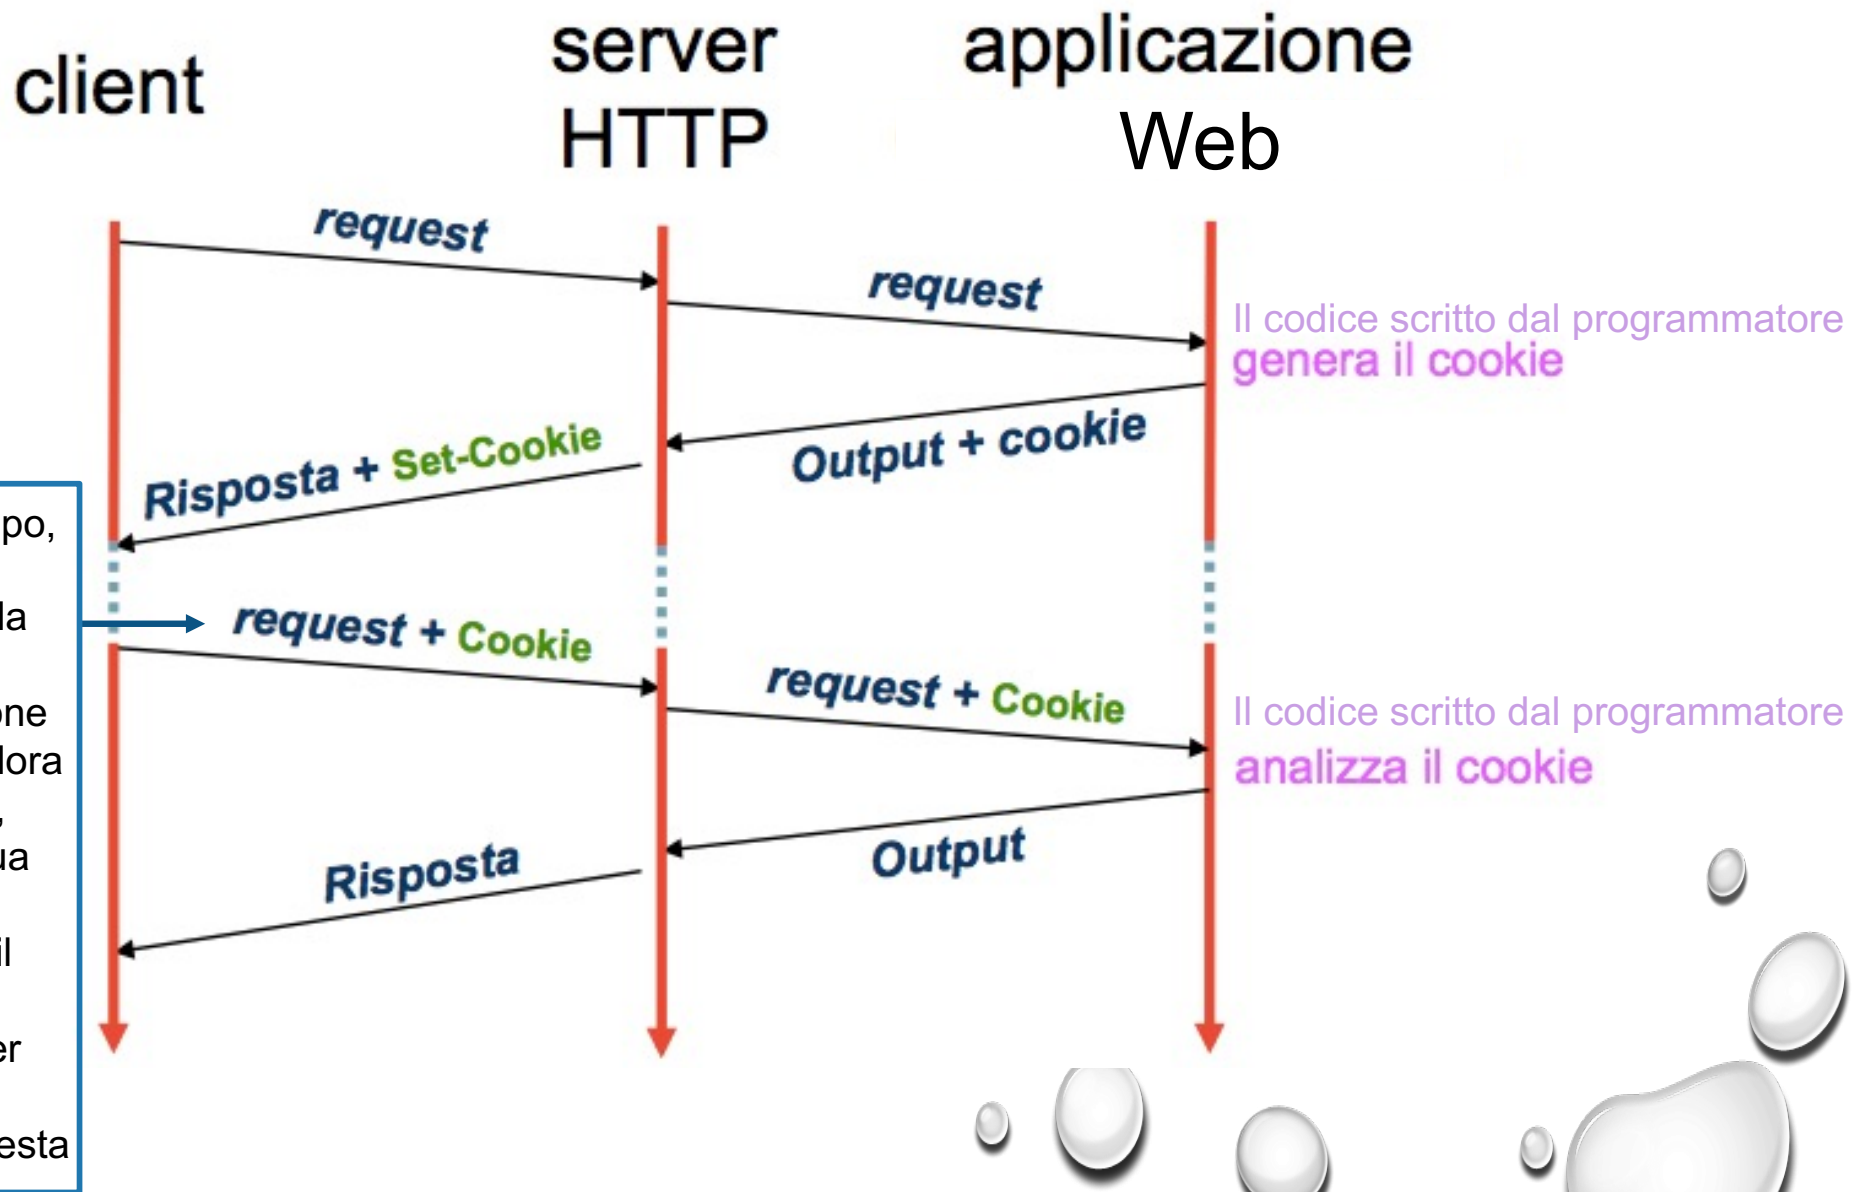 client
server
HTTP
applicazione
Web
request
request
Il codice scritto dal programmatore
genera il cookie
Output + cookie
Risposta + Set-Cookie
po,
la
one
lora
,
ua
il
er
esta
request + Cookie
request + Cookie
Il codice scritto dal programmatore
analizza il cookie
Output
Risposta